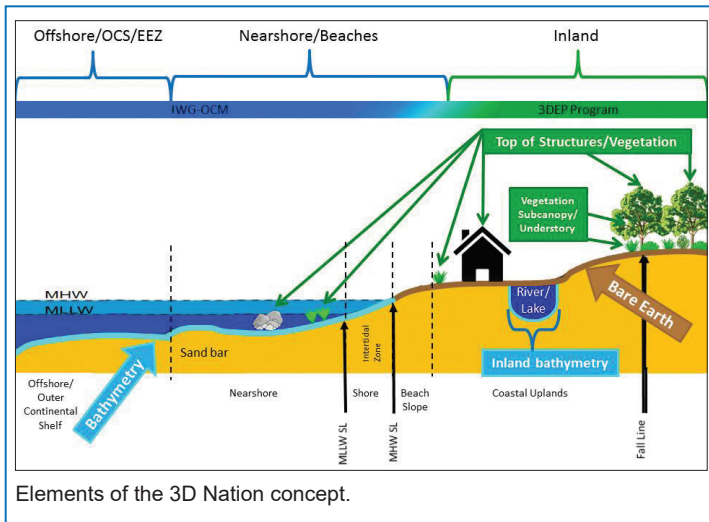 Offshore/OCS/EEZ
Nearshore/Beaches
Inland
IWG-OCM
3DEP Program
Top of Structures/Vegetation
Vegetation
Subcanopy/
Understory
MHW
MLLW
River/
Lake
Bare Earth
Sand bar
Intertidal
Zone
Inland bathymetry
Bathymetry
Offshore/
Outer
Continental
Shelf
Nearshore
Shore
Beach
Slope
Coastal Uplands
MLLW SL
MHW SL
Fall Line
Elements of the 3D Nation concept.